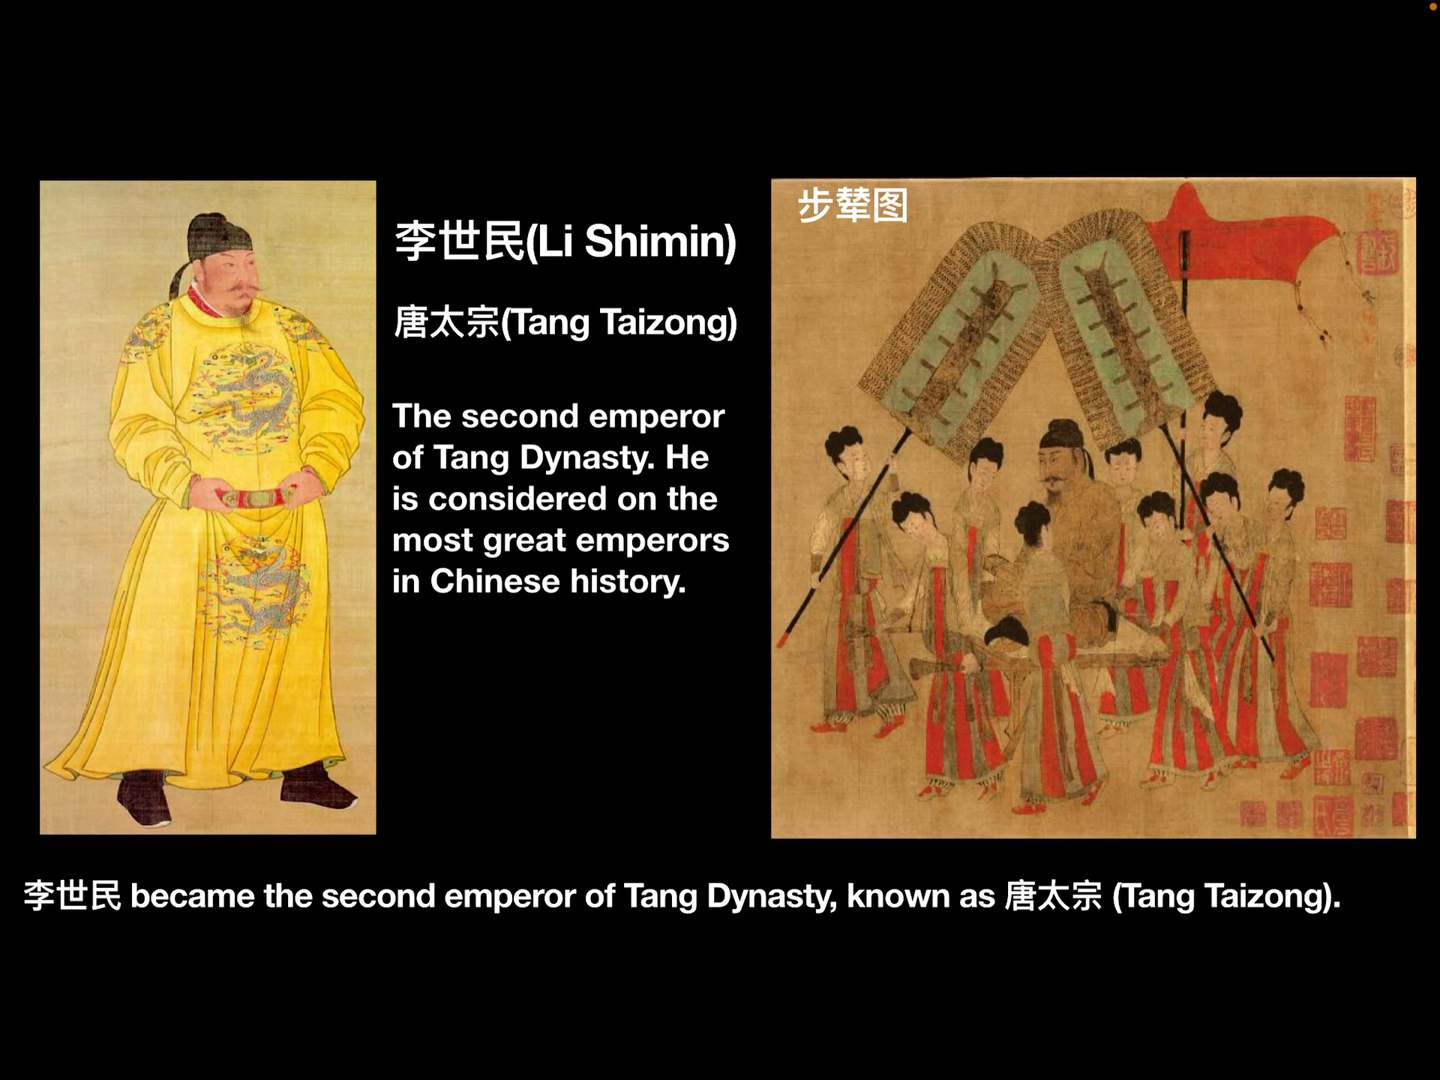 李世民(Li Shimin)
唐太宗(Tang Taizong)
The second emperor
of Tang Dynasty. He
is considered on the
most great emperors
in Chinese history.
步辇图
李世民 became the second emperor of Tang Dynasty, known as 唐太宗 (Tang Taizong).